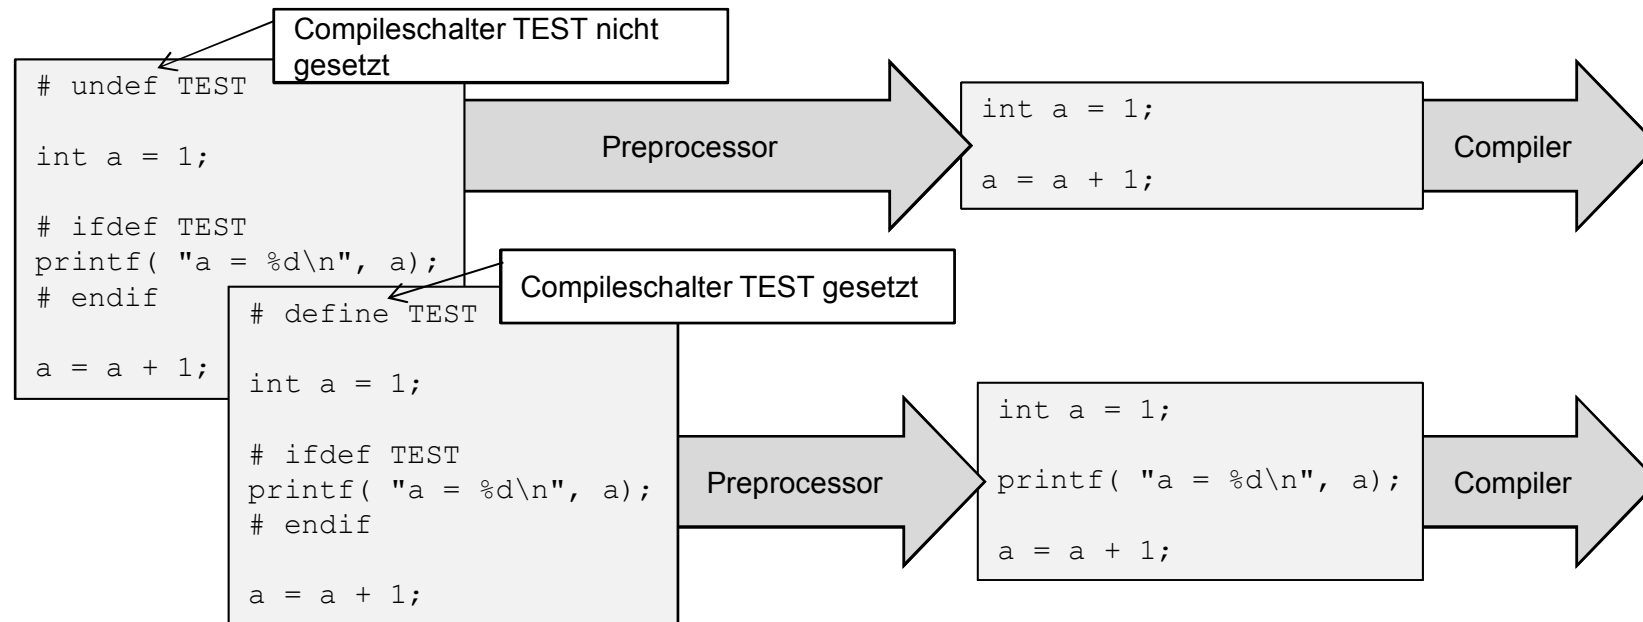 Compileschalter TEST nicht
gesetzt
# undef TEST
int a = 1;
# ifdef TEST
printf( "a = %d\n", a);
# endif
a = a + 1;
Preprocessor
int a = 1;
a = a + 1;
Compiler
Compileschalter TEST gesetzt
# define TEST
int a = 1;
# ifdef TEST
printf( "a = %d\n", a);
# endif
a = a + 1;
Preprocessor
int a = 1;
printf( "a = %d\n", a);
a = a + 1;
Compiler